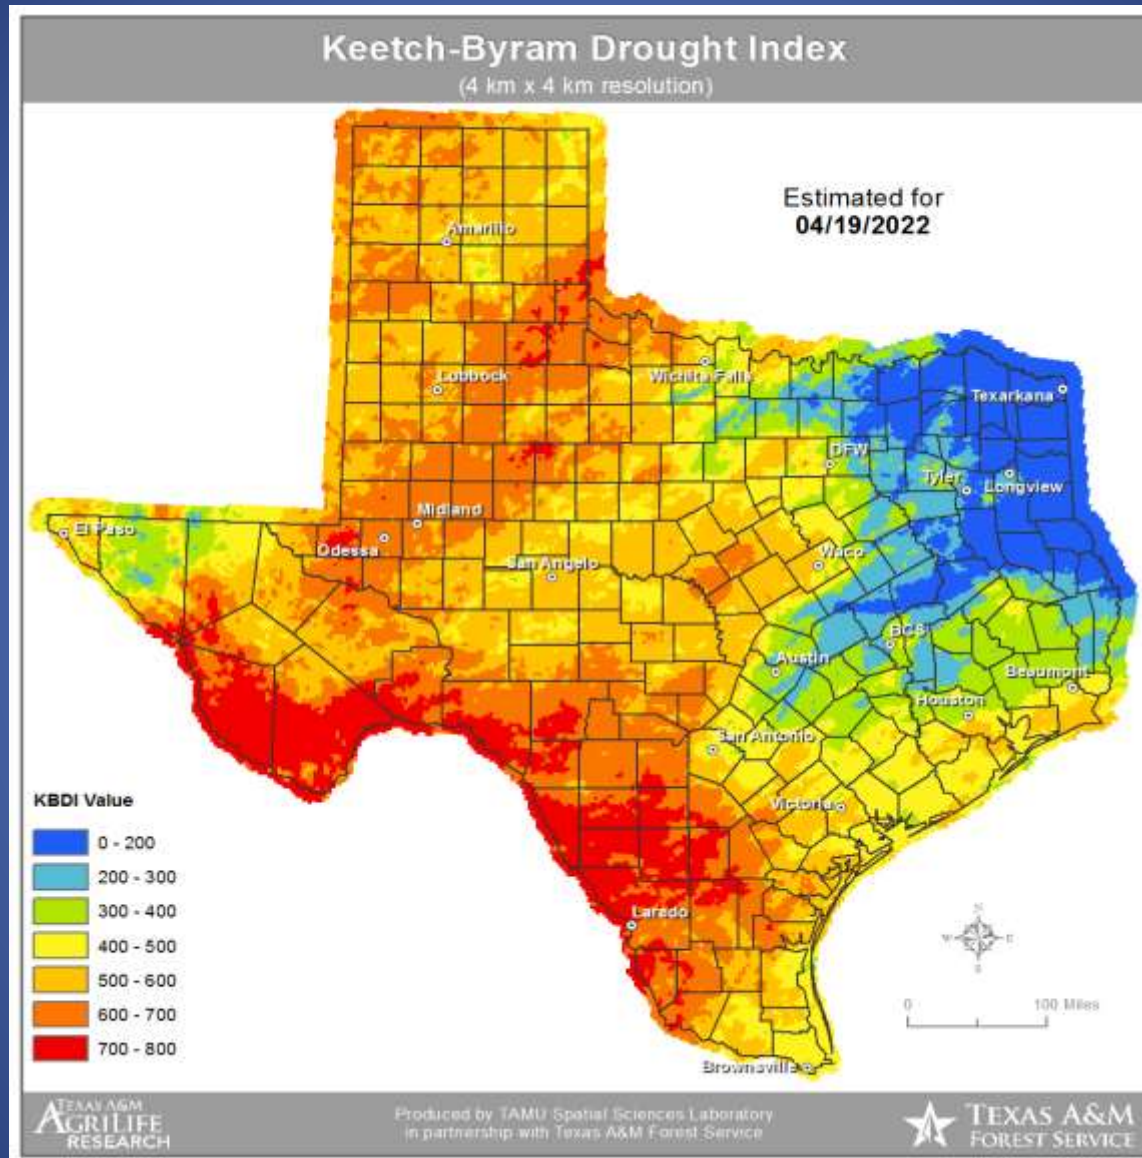 Keetch-Byram Drought Index
(4 km x 4 km resolution)
Estimated for
04/19/2022
Amarillo
Lubbock
Wichita Falls
Texarkana
DFW
Tyler
Longview
El Paso
Midland
Odessa
San Angelo
Waco
BCS
Austin
Beaumont
Houston
San Antonio
Victoria
Laredo
Brownsville
KBDI Value
0 - 200
200 - 300
300 - 400
400 - 500
500 - 600
600 - 700
700 - 800
N
W
E
S
0 100 Miles
TEXAS A&M
AGRILIFE
RESEARCH
Produced by TAMU Spatial Sciences Laboratory
in partnership with Texas A&M Forest Service
TEXAS A&M
FOREST SERVICE